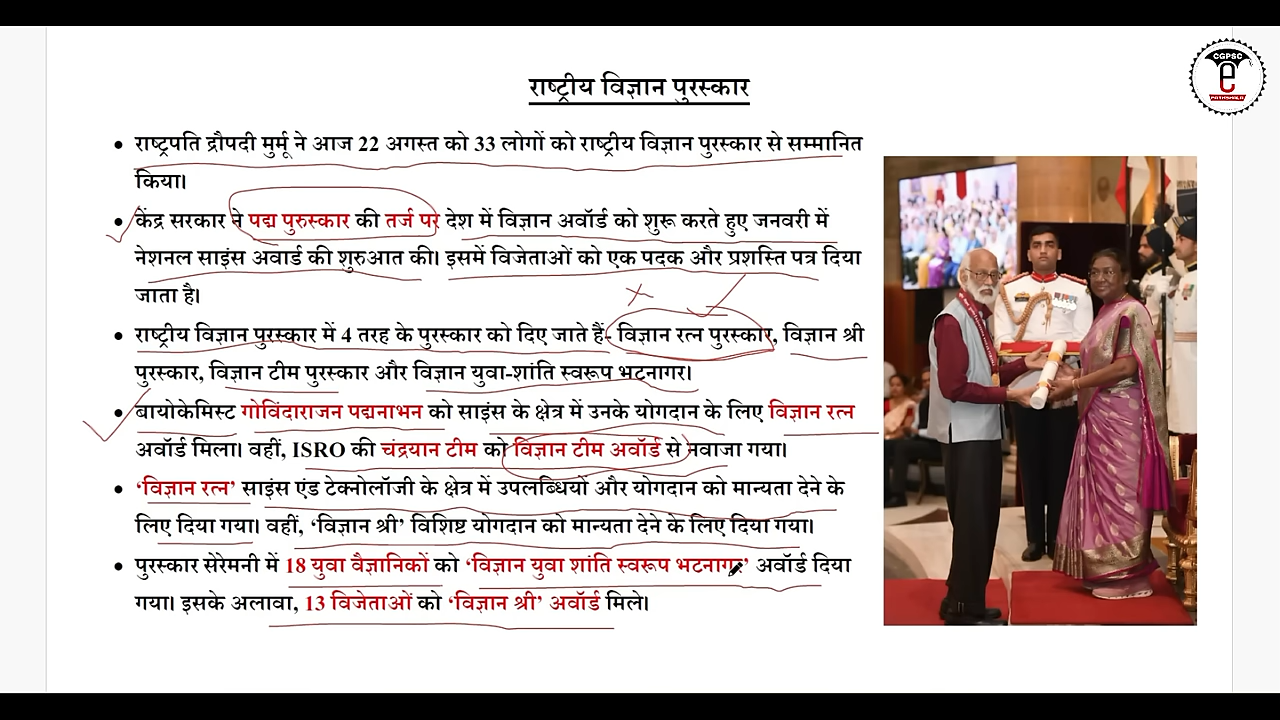 राष्ट्रीय विज्ञान पुरस्कार
CGPSC
e
PATHSHALA
• राष्ट्रपति द्रौपदी मुर्मू ने आज 22 अगस्त को 33 लोगों को राष्ट्रीय विज्ञान पुरस्कार से सम्मानित
किया।
• केंद्र सरकार ने पद्म पुरुस्कार की तर्ज पर देश में विज्ञान अवॉर्ड को शुरू करते हुए जनवरी में
नेशनल साइंस अवार्ड की शुरुआत की। इसमें विजेताओं को एक पदक और प्रशस्ति पत्र दिया
जाता है।
• राष्ट्रीय विज्ञान पुरस्कार में 4 तरह के पुरस्कार को दिए जाते हैं- विज्ञान रत्न पुरस्कार, विज्ञान श्री
पुरस्कार, विज्ञान टीम पुरस्कार और विज्ञान युवा-शांति स्वरूप भटनागर।
• बायोकेमिस्ट गोविंदाराजन पद्मनाभन को साइंस के क्षेत्र में उनके योगदान के लिए विज्ञान रत्न
अवॉर्ड मिला। वहीं, ISRO की चंद्रयान टीम को विज्ञान टीम अवॉर्ड से नवाजा गया।
• ‘विज्ञान रत्न’ साइंस एंड टेक्नोलॉजी के क्षेत्र में उपलब्धियों और योगदान को मान्यता देने के
लिए दिया गया। वहीं, ‘विज्ञान श्री’ विशिष्ट योगदान को मान्यता देने के लिए दिया गया।
• पुरस्कार सेरेमनी में 18 युवा वैज्ञानिकों को ‘विज्ञान युवा शांति स्वरूप भटनागर’ अवॉर्ड दिया
गया। इसके अलावा, 13 विजेताओं को ‘विज्ञान श्री’ अवॉर्ड मिले।